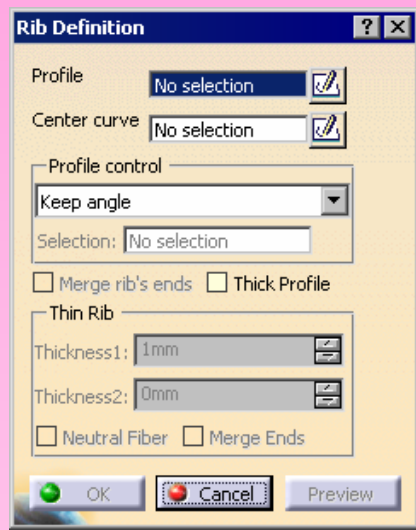 Rib Definition
Profile No selection
Center curve No selection
Profile control
Keep angle
Selection: No selection
Merge rib's ends Thick Profile
Thin Rib
Thickness1: 1mm
Thickness2: 0mm
Neutral Fiber Merge Ends
OK Cancel Preview